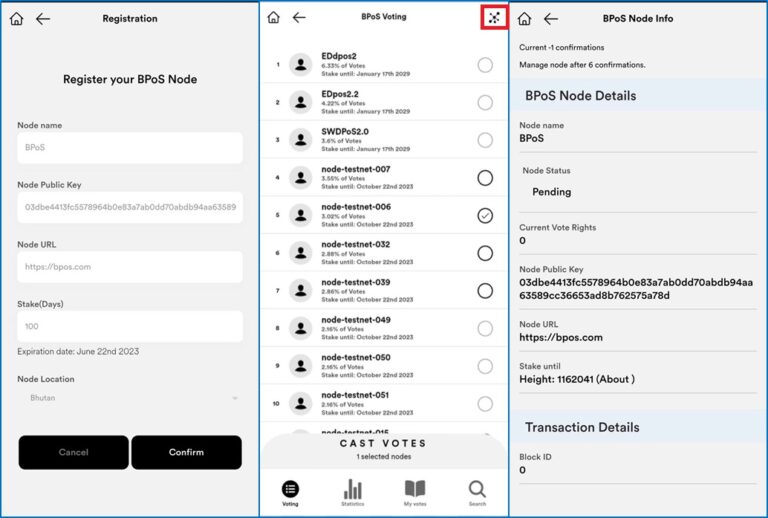 Registration
Register your BPoS Node
Node name
BPoS
Node Public Key
03dbe4413fc5578964b0e83a7ab0dd70abdb94aa63589
Node URL
https://bpos.com
Stake(Days)
100
Expiration date: June 22nd 2023
Node Location
Bhutan
Cancel
Confirm
BPoS Voting
1
EDdpos2
6.33% of Votes
Stake until: January 17th 2029
2
EDpos2.2
4.22% of Votes
Stake until: January 17th 2029
3
SWDPoS2.0
3.6% of Votes
Stake until: January 17th 2029
4
node-testnet-007
3.55% of Votes
Stake until: October 22nd 2023
5
node-testnet-006
3.02% of Votes
Stake until: October 22nd 2023
6
node-testnet-032
2.88% of Votes
Stake until: October 22nd 2023
7
node-testnet-039
2.86% of Votes
Stake until: October 22nd 2023
8
node-testnet-049
2.16% of Votes
Stake until: October 22nd 2023
9
node-testnet-050
2.16% of Votes
Stake until: October 22nd 2023
10
node-testnet-051
2.16% of Votes
Stake until: October 22nd 2023
CAST VOTES
1 selected nodes
Voting
Statistics
My votes
Search
BPoS Node Info
Current -1 confirmations
Manage node after 6 confirmations.
BPoS Node Details
Node name
BPoS
Node Status
Pending
Current Vote Rights
0
Node Public Key
03dbe4413fc5578964b0e83a7ab0dd70abdb94aa
63589cc36653ad8b762575a78d
Node URL
https://bpos.com
Stake until
Height: 1162041 (About )
Transaction Details
Block ID
0